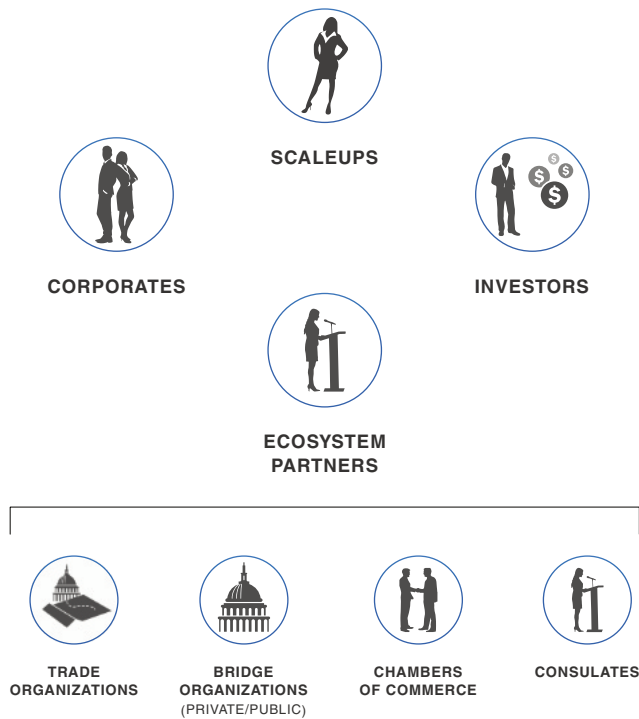 SCALEUPS
$
$
$
$
CORPORATES
INVESTORS
ECOSYSTEM
PARTNERS
TRADE
ORGANIZATIONS
BRIDGE
ORGANIZATIONS
(PRIVATE/PUBLIC)
CHAMBERS
OF COMMERCE
CONSULATES